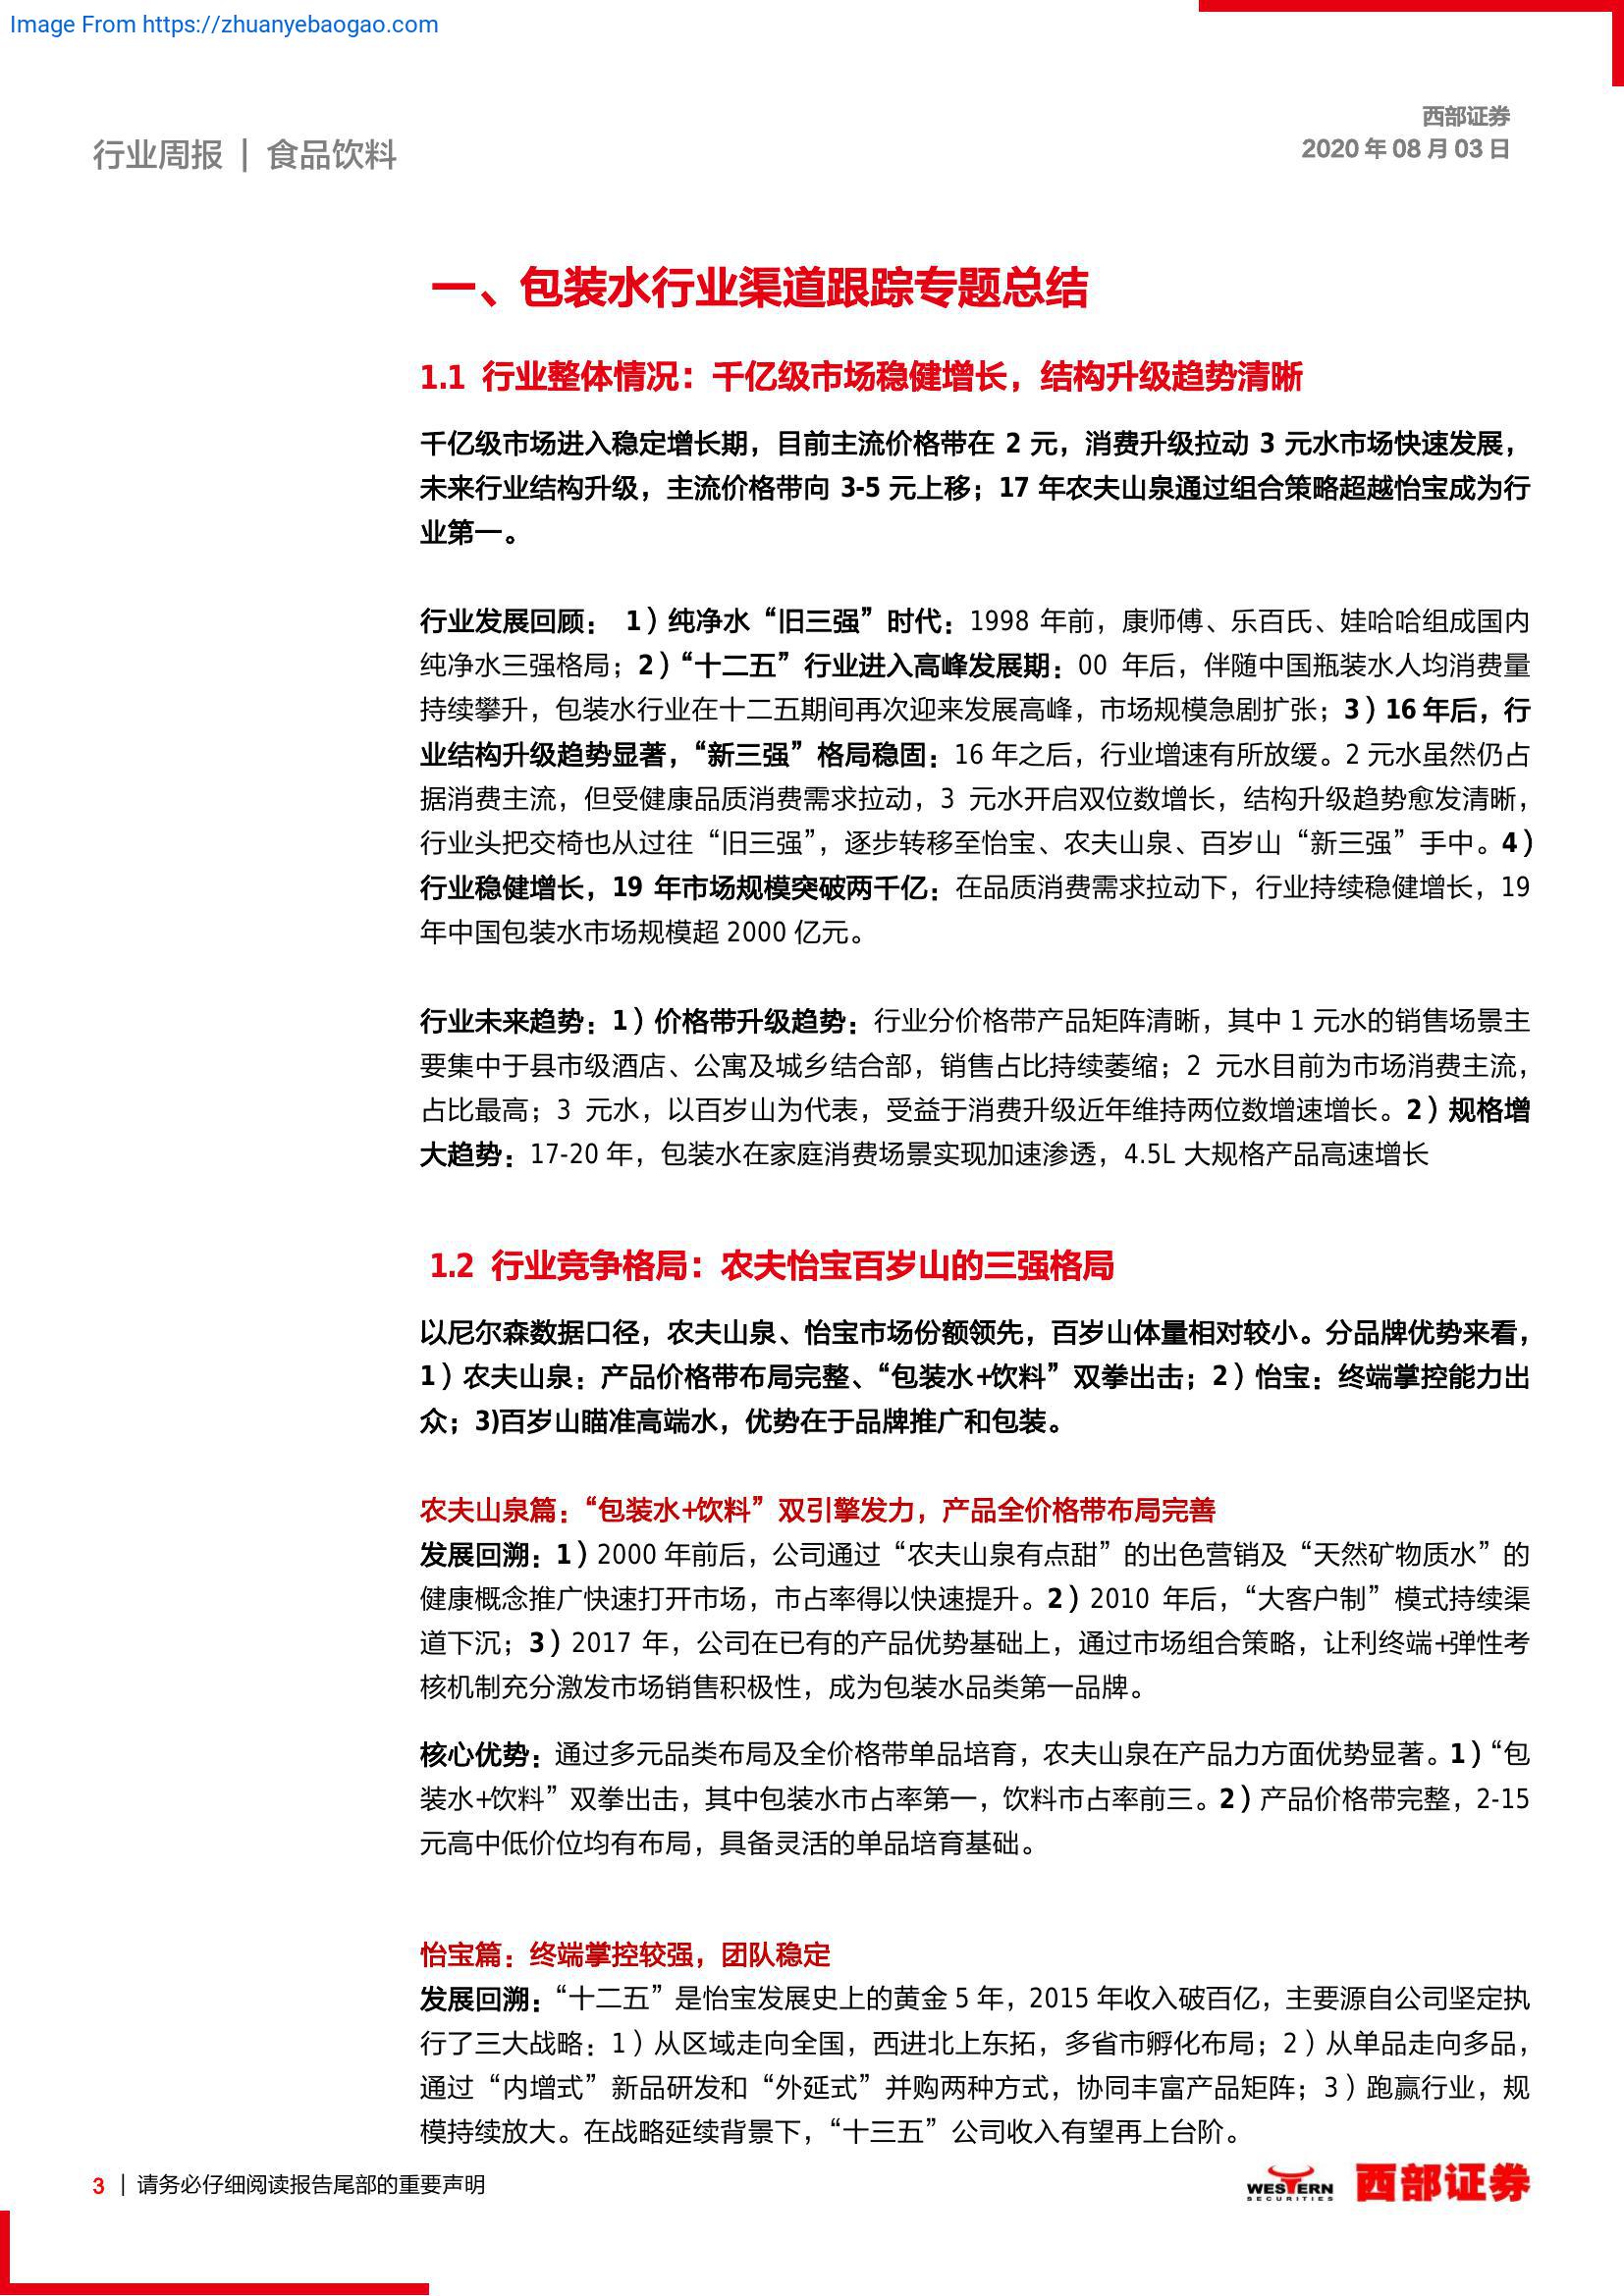 Image From https://zhuanyebaogao.com
西部证券
行业周报 | 食品饮料
2020 年 08 月 03 日
一、包装水行业渠道跟踪专题总结
1.1 行业整体情况：千亿级市场稳健增长，结构升级趋势清晰
千亿级市场进入稳定增长期，目前主流价格带在 2 元，消费升级拉动 3 元水市场快速发展，
未来行业结构升级，主流价格带向 3-5 元上移；17 年农夫山泉通过组合策略超越怡宝成为行
业第一。
行业发展回顾： 1）纯净水“旧三强”时代：1998 年前，康师傅、乐百氏、娃哈哈组成国内
纯净水三强格局；2）“十二五”行业进入高峰发展期：00 年后，伴随中国瓶装水人均消费量
持续攀升，包装水行业在十二五期间再次迎来发展高峰，市场规模急剧扩张；3）16 年后，行
业结构升级趋势显著，“新三强”格局稳固：16 年之后，行业增速有所放缓。2 元水虽然仍占
据消费主流，但受健康品质消费需求拉动，3 元水开启双位数增长，结构升级趋势愈发清晰，
行业头把交椅也从过往“旧三强”，逐步转移至怡宝、农夫山泉、百岁山“新三强”手中。4）
行业稳健增长，19 年市场规模突破两千亿：在品质消费需求拉动下，行业持续稳健增长，19
年中国包装水市场规模超 2000 亿元。
行业未来趋势：1）价格带升级趋势：行业分价格带产品矩阵清晰，其中 1 元水的销售场景主
要集中于县市级酒店、公寓及城乡结合部，销售占比持续萎缩；2 元水目前为市场消费主流，
占比最高；3 元水，以百岁山为代表，受益于消费升级近年维持两位数增速增长。2）规格增
大趋势：17-20 年，包装水在家庭消费场景实现加速渗透，4.5L 大规格产品高速增长
1.2 行业竞争格局：农夫怡宝百岁山的三强格局
以尼尔森数据口径，农夫山泉、怡宝市场份额领先，百岁山体量相对较小。分品牌优势来看，
1）农夫山泉：产品价格带布局完整、“包装水+饮料”双拳出击；2）怡宝：终端掌控能力出
众；3)百岁山瞄准高端水，优势在于品牌推广和包装。
农夫山泉篇：“包装水+饮料”双引擎发力，产品全价格带布局完善
发展回溯：1）2000 年前后，公司通过“农夫山泉有点甜”的出色营销及“天然矿物质水”的
健康概念推广快速打开市场，市占率得以快速提升。2）2010 年后，“大客户制”模式持续渠
道下沉；3）2017 年，公司在已有的产品优势基础上，通过市场组合策略，让利终端+弹性考
核机制充分激发市场销售积极性，成为包装水品类第一品牌。
核心优势：通过多元品类布局及全价格带单品培育，农夫山泉在产品力方面优势显著。1）“包
装水+饮料”双拳出击，其中包装水市占率第一，饮料市占率前三。2）产品价格带完整，2-15
元高中低价位均有布局，具备灵活的单品培育基础。
怡宝篇：终端掌控较强，团队稳定
发展回溯：“十二五”是怡宝发展史上的黄金 5 年，2015 年收入破百亿，主要源自公司坚定执
行了三大战略：1）从区域走向全国，西进北上东拓，多省市孵化布局；2）从单品走向多品，
通过“内增式”新品研发和“外延式”并购两种方式，协同丰富产品矩阵；3）跑赢行业，规
模持续放大。在战略延续背景下，“十三五”公司收入有望再上台阶。
3 | 请务必仔细阅读报告尾部的重要声明
WESTERN
SECURITIES
西部证券